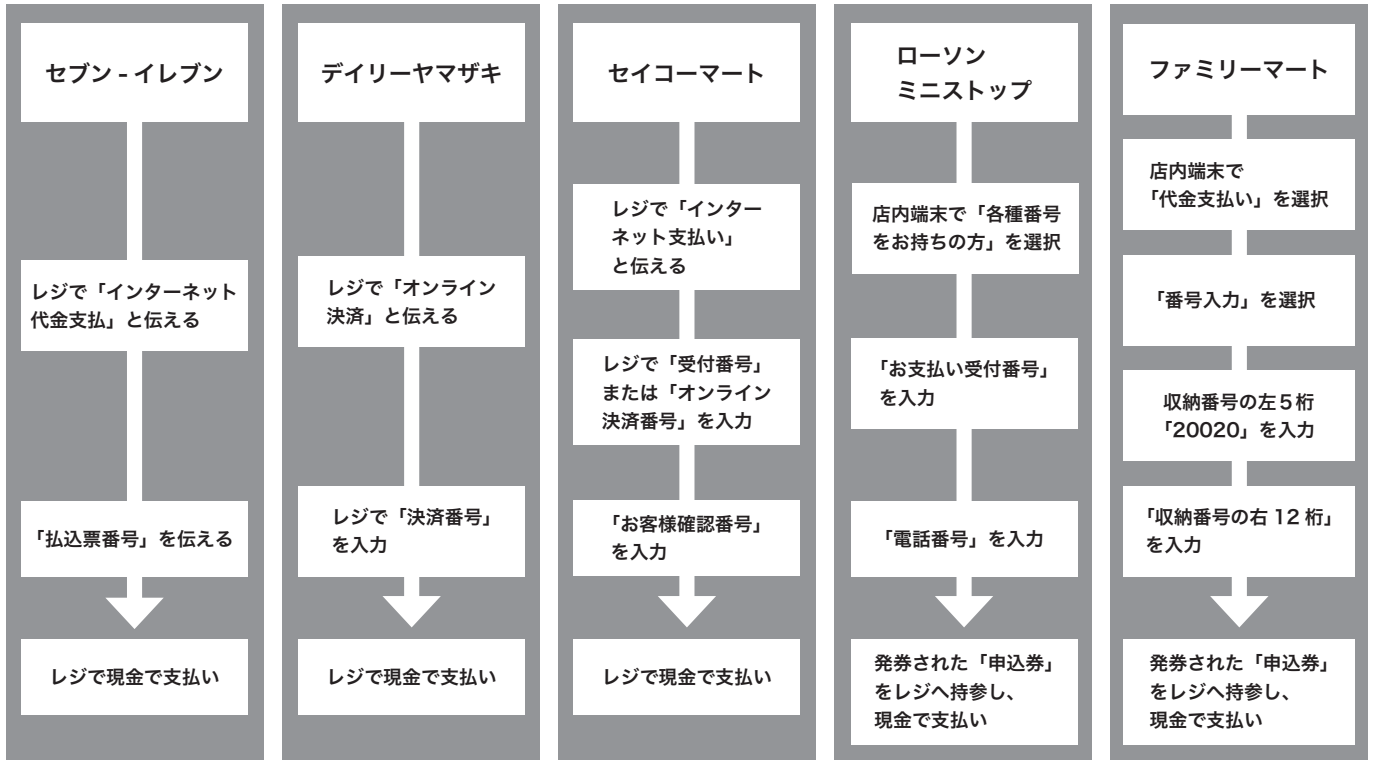 セブン - イレブン
レジで「インターネット
代金支払」と伝える
「払込票番号」を伝える
レジで現金で支払い
デイリーヤマザキ
レジで「オンライン
決済」と伝える
レジで「決済番号」
を入力
レジで現金で支払い
セイコーマート
レジで「インター
ネット支払い」
と伝える
レジで「受付番号」
または「オンライン
決済番号」を入力
「お客様確認番号」
を入力
レジで現金で支払い
ローソン
ミニストップ
店内端末で「各種番号
をお持ちの方」を選択
「お支払い受付番号」
を入力
「電話番号」を入力
発券された「申込券」
をレジへ持参し、
現金で支払い
ファミリーマート
店内端末で
「代金支払い」を選択
「番号入力」を選択
収納番号の左５桁
「20020」を入力
「収納番号の右 12 桁」
を入力
発券された「申込券」
をレジへ持参し、
現金で支払い